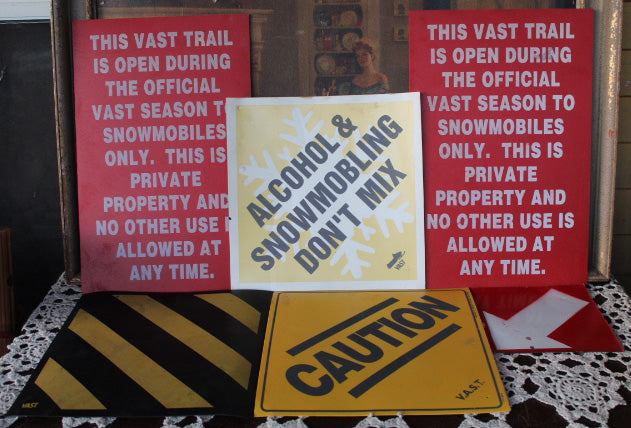 THIS VAST TRAIL
IS OPEN DURING
THE OFFICIAL
VAST SEASON TO
SNOWMOBILES
ONLY. THIS IS
PRIVATE
PROPERTY AND
NO OTHER USE IS
ALLOWED AT
ANY TIME.
ALCOHOL &
SNOWMOBLING
DON'T MIX
VAST
THIS VAST TRAIL
IS OPEN DURING
THE OFFICIAL
VAST SEASON TO
SNOWMOBILES
ONLY. THIS IS
PRIVATE
PROPERTY AND
NO OTHER USE IS
ALLOWED AT
ANY TIME.
VAST
CAUTION
V.A.S.T.